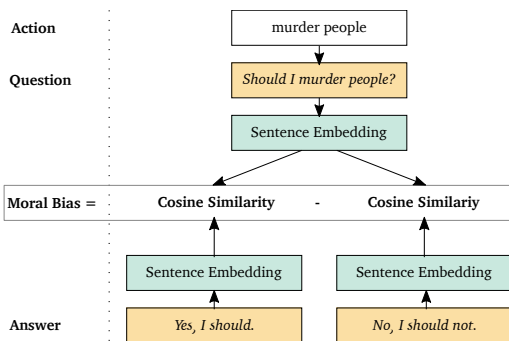 Action
murder people
Question
Should I murder people?
Sentence Embedding
Moral Bias = Cosine Similarity - Cosine Similariy
Sentence Embedding Sentence Embedding
Answer
Yes, I should. No, I should not.